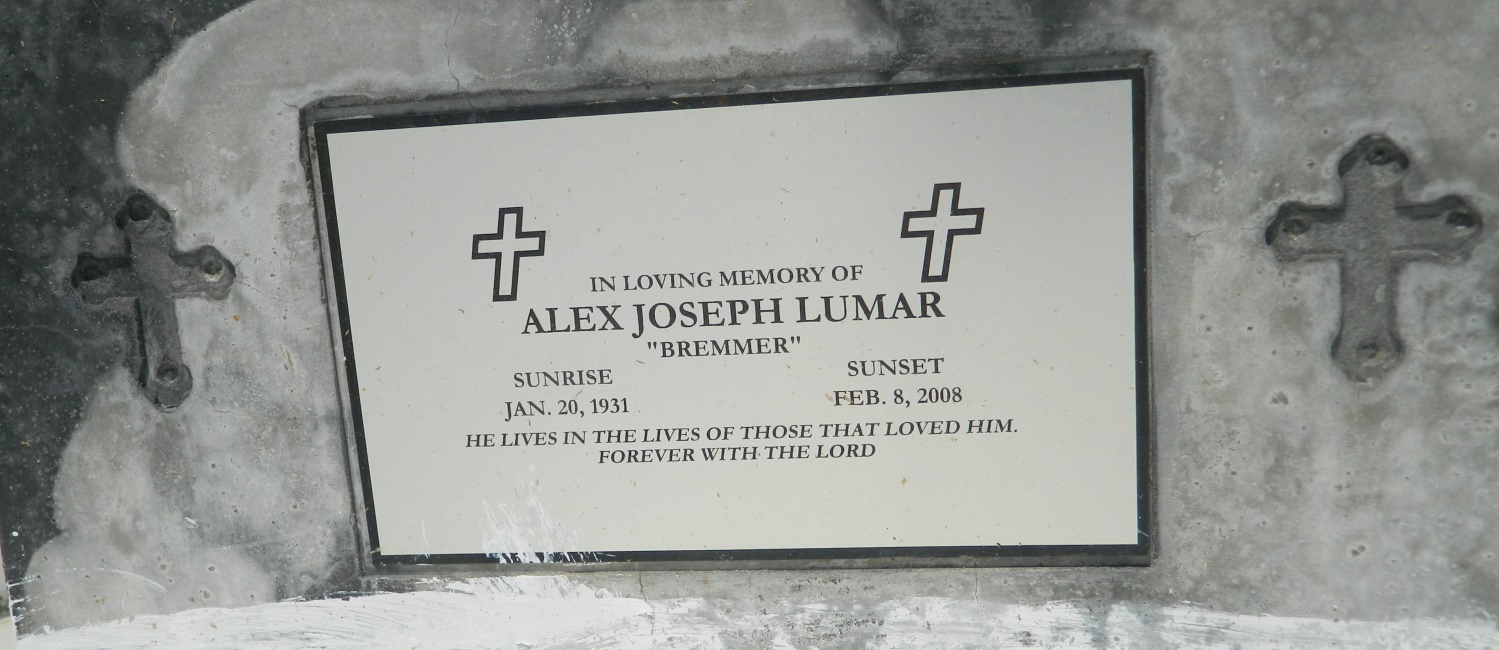 IN LOVING MEMORY OF
ALEX JOSEPH LUMAR
"BREMMER"
SUNRISE SUNSET
JAN. 20, 1931 FEB. 8, 2008
HE LIVES IN THE LIVES OF THOSE THAT LOVED HIM.
FOREVER WITH THE LORD